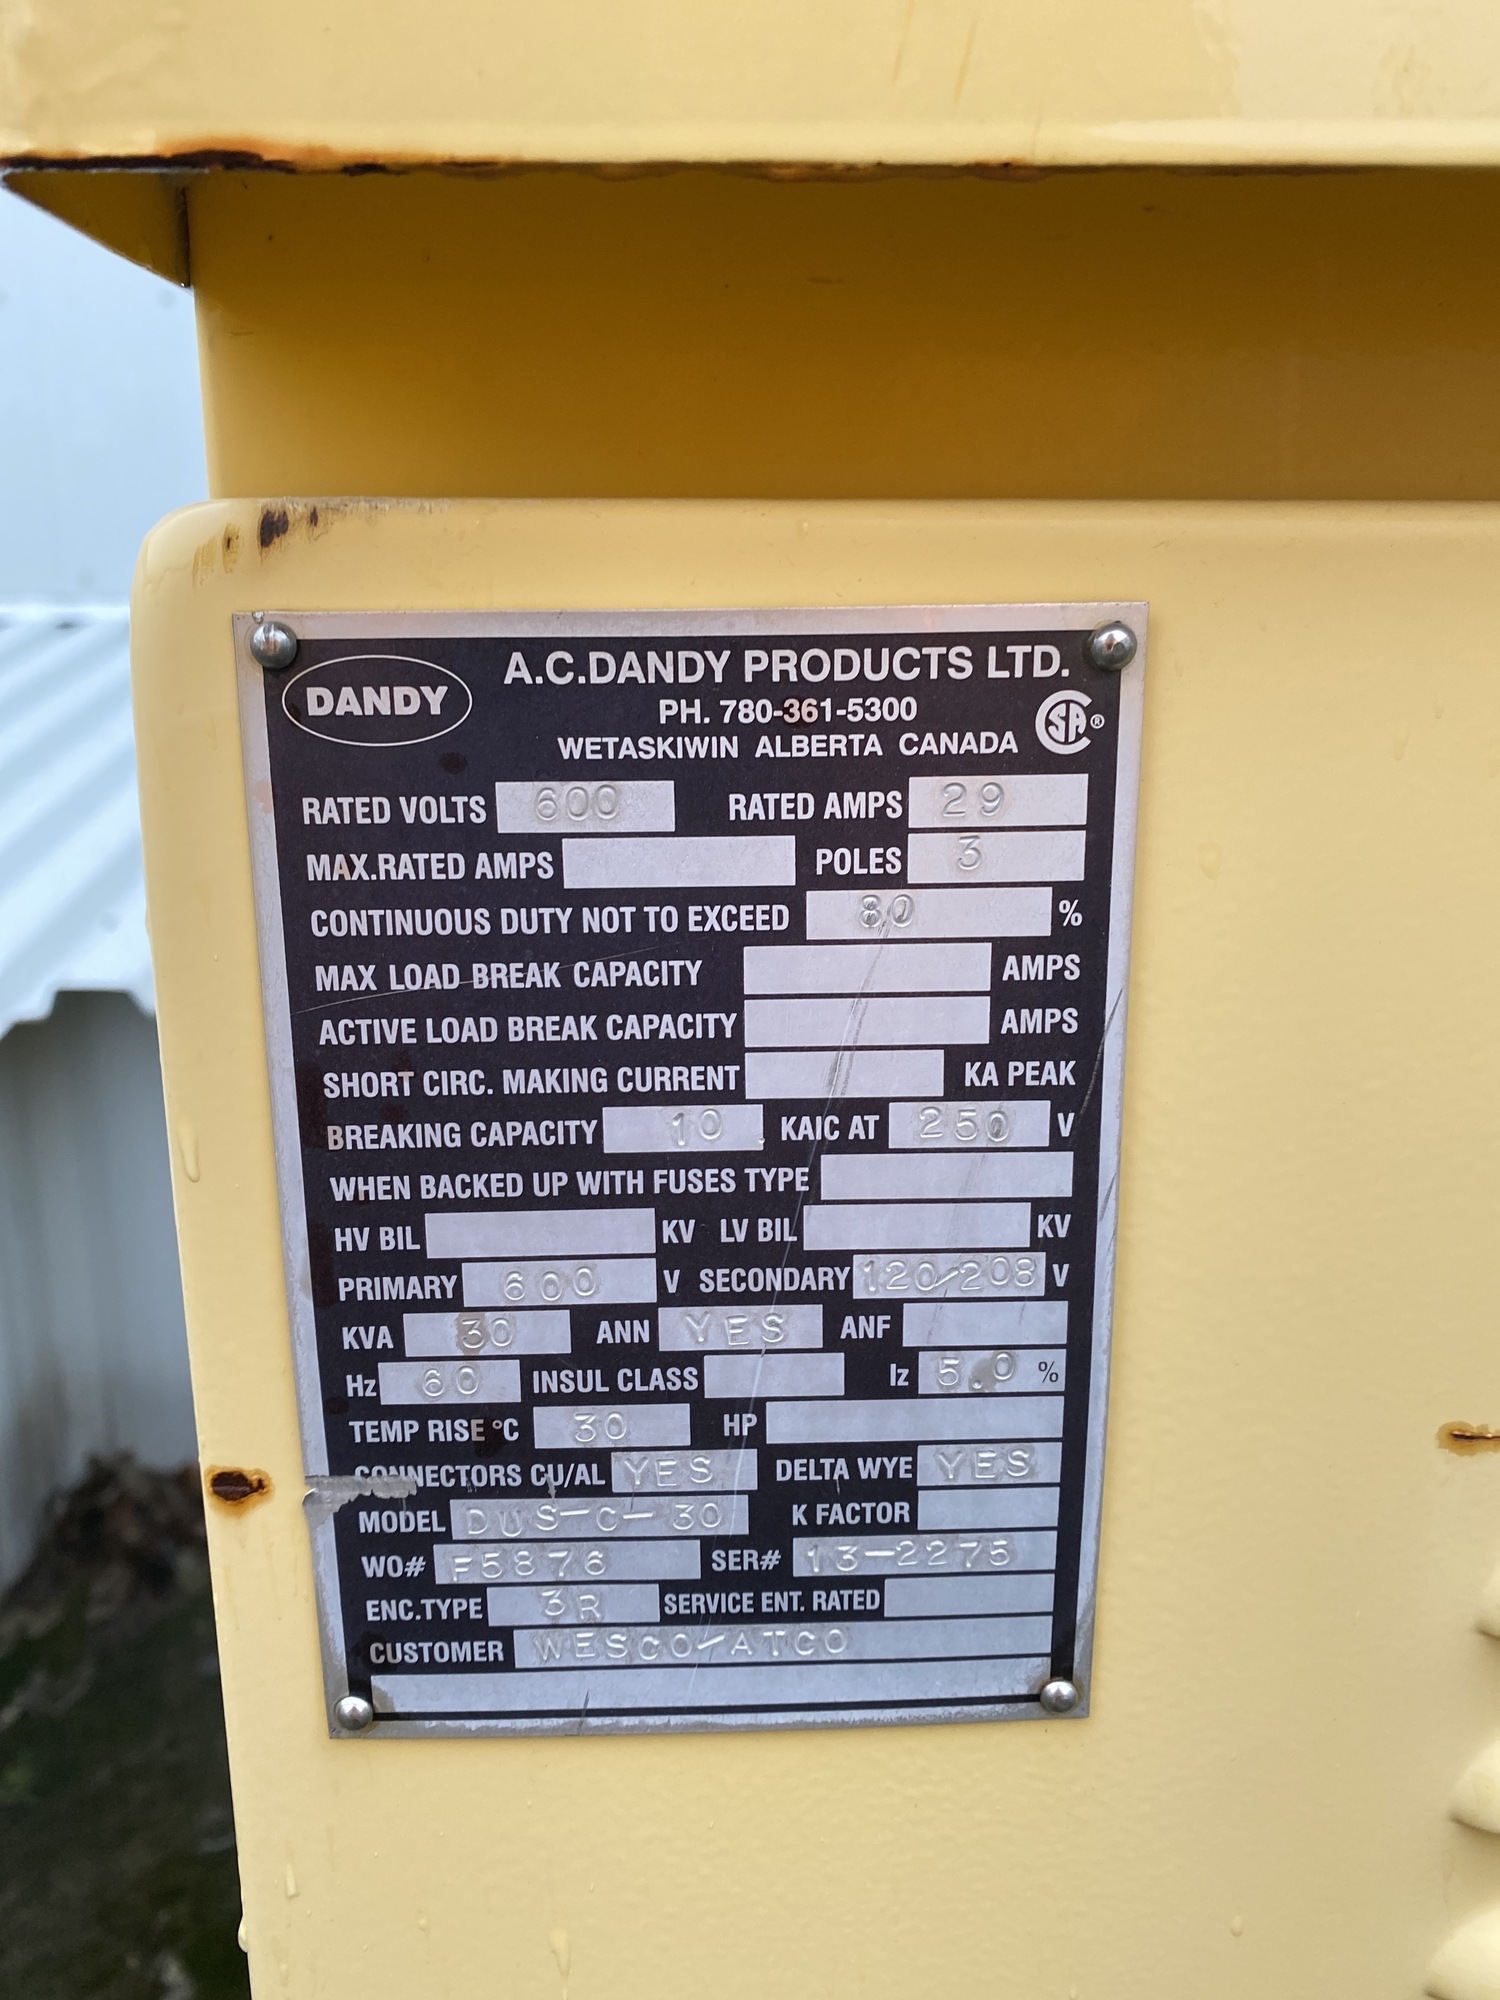 DANDY
A.C.DANDY PRODUCTS LTD.
PH. 780-361-5300
WETASKIWIN ALBERTA CANADA
SA ®
RATED VOLTS 600 RATED AMPS 29
MAX.RATED AMPS POLES 3
CONTINUOUS DUTY NOT TO EXCEED 80 %
MAX LOAD BREAK CAPACITY AMPS
ACTIVE LOAD BREAK CAPACITY AMPS
SHORT CIRC. MAKING CURRENT KA PEAK
BREAKING CAPACITY 10 KAIC AT 250 V
WHEN BACKED UP WITH FUSES TYPE
HV BIL KV LV BIL KV
PRIMARY 600 V SECONDARY 120/208 V
KVA 30 ANN YES ANF
Hz 60 INSUL CLASS Iz 5.0 %
TEMP RISE °C 30 HP
CONNECTORS CU/AL YES DELTA WYE YES
MODEL DUS-C-30 K FACTOR
WO# F5876 SER# 13-2275
ENC.TYPE 3R SERVICE ENT. RATED
CUSTOMER WESCO-ATCO